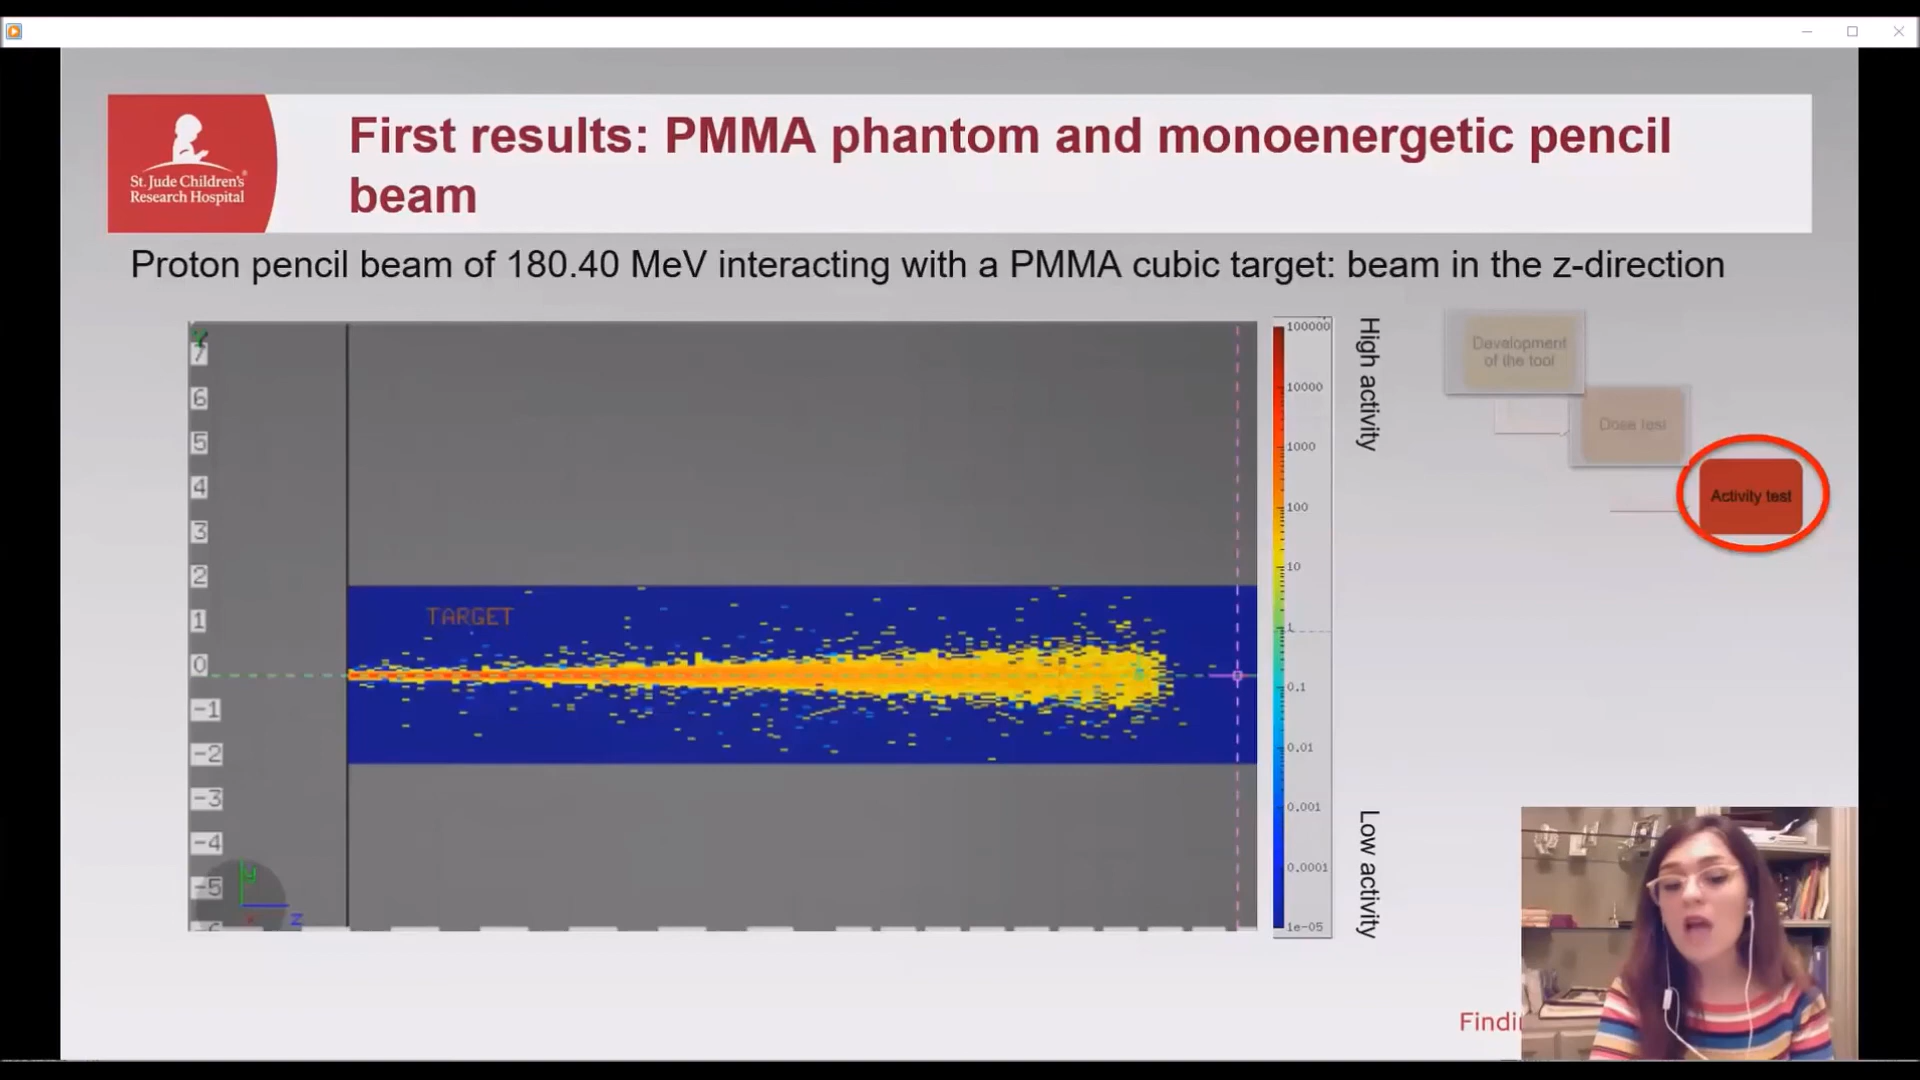 First results: PMMA phantom and monoenergetic pencil
beam
St. Jude Children's
Research Hospital
Proton pencil beam of 180.40 MeV interacting with a PMMA cubic target: beam in the z-direction
Y
7
6
5
4
3
2
1
0
-1
-2
-3
-4
-5
TARGET
y
x
z
100000
10000
1000
100
10
1
0.1
0.01
0.001
0.0001
1e-05
High activity
Low activity
Development
of the tool
Dose test
Activity test
Findi